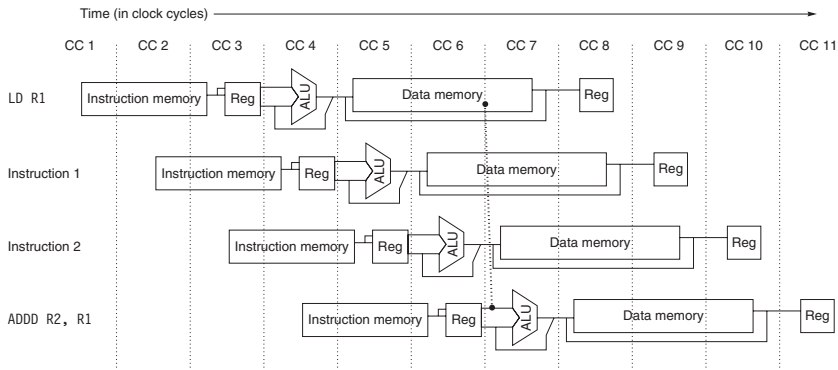 Time (in clock cycles)
CC 1 CC 2 CC 3 CC 4 CC 5 CC 6 CC 7 CC 8 CC 9 CC 10 CC 11
LD R1 Instruction memory Reg ALU Data memory Reg
Instruction 1 Instruction memory Reg ALU Data memory Reg
Instruction 2 Instruction memory Reg ALU Data memory Reg
ADDD R2, R1 Instruction memory Reg ALU Data memory Reg